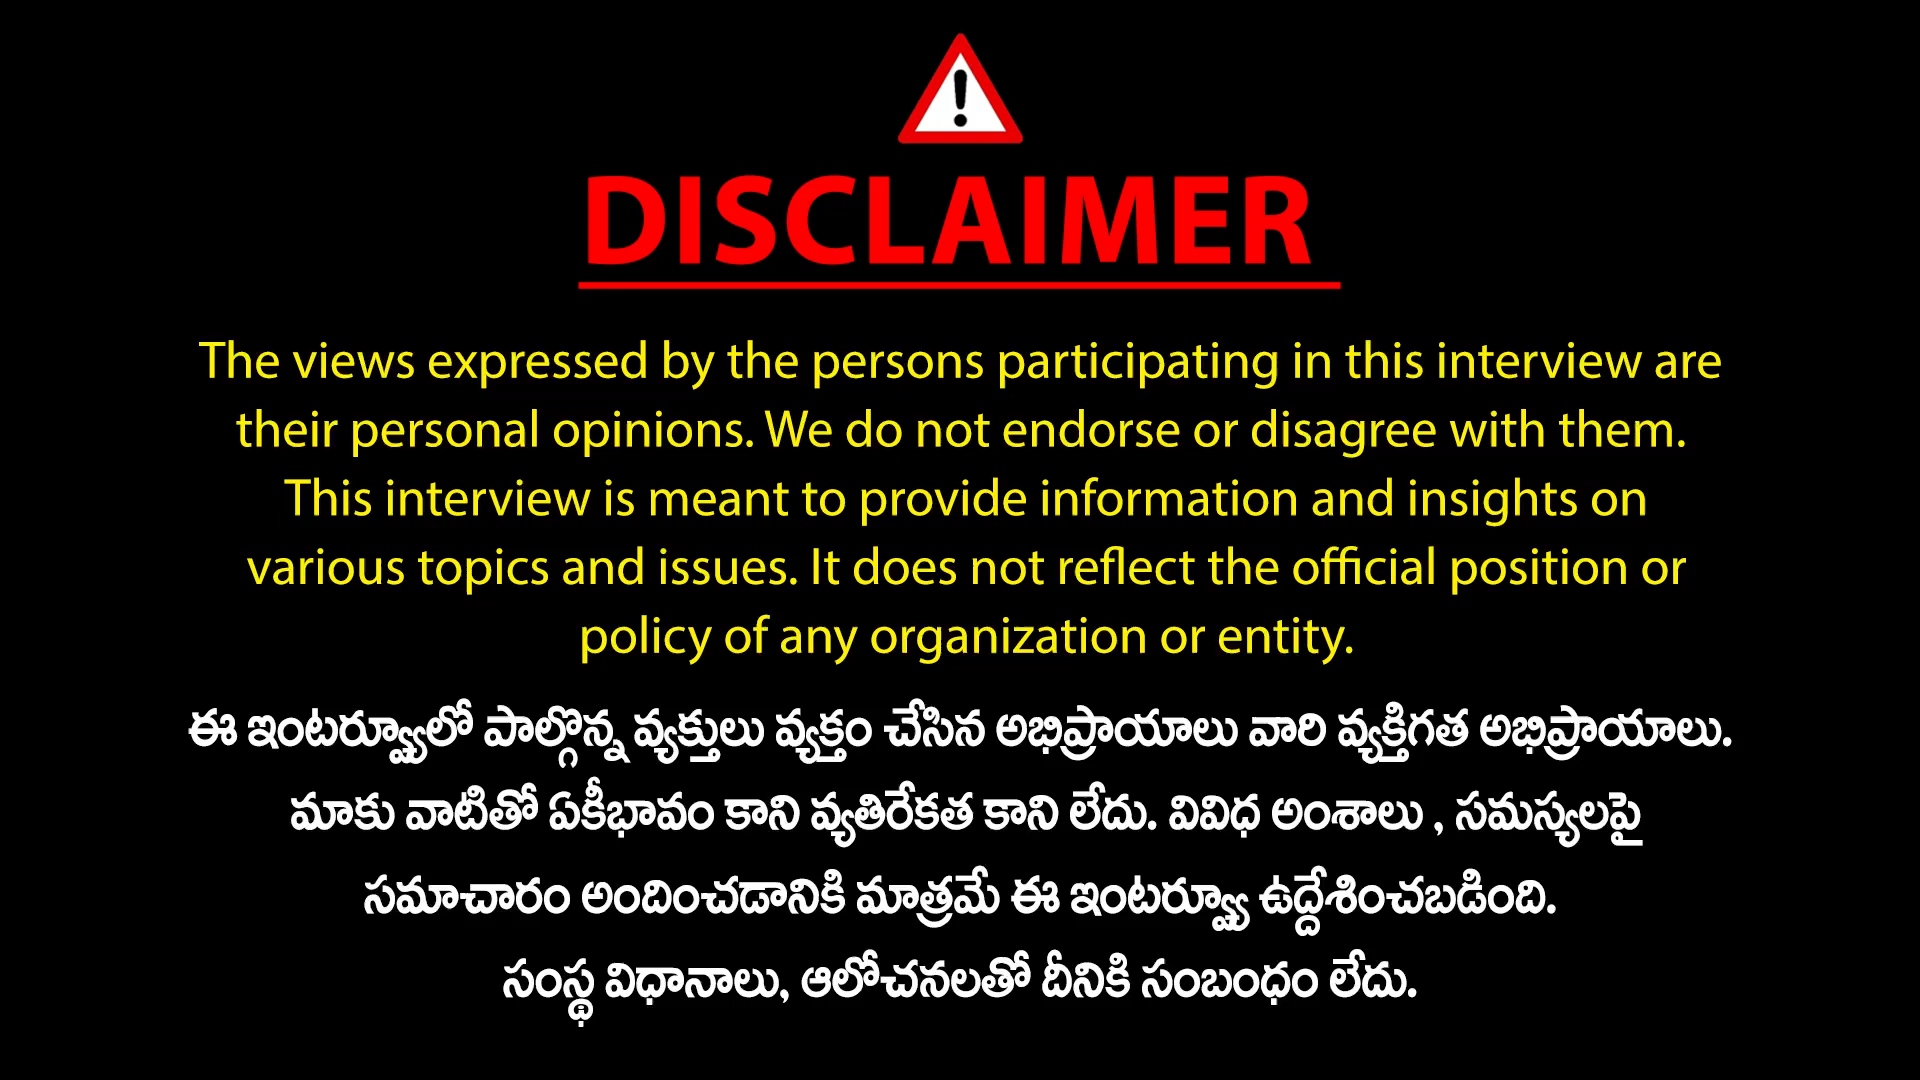 DISCLAIMER
The views expressed by the persons participating in this interview are
their personal opinions. We do not endorse or disagree with them.
This interview is meant to provide information and insights on
various topics and issues. It does not reflect the official position or
policy of any organization or entity.
ఈ ఇంటర్వ్యూలో పాల్గొన్న వ్యక్తులు వ్యక్తం చేసిన అభిప్రాయాలు వారి వ్యక్తిగత అభిప్రాయాలు.
మాకు వాటితో ఏకీభావం కాని వ్యతిరేకత కాని లేదు. వివిధ అంశాలు , సమస్యలపై
సమాచారం అందించడానికి మాత్రమే ఈ ఇంటర్వ్యూ ఉద్దేశించబడింది.
సంస్థ విధానాలు, ఆలోచనలతో దీనికి సంబంధం లేదు.